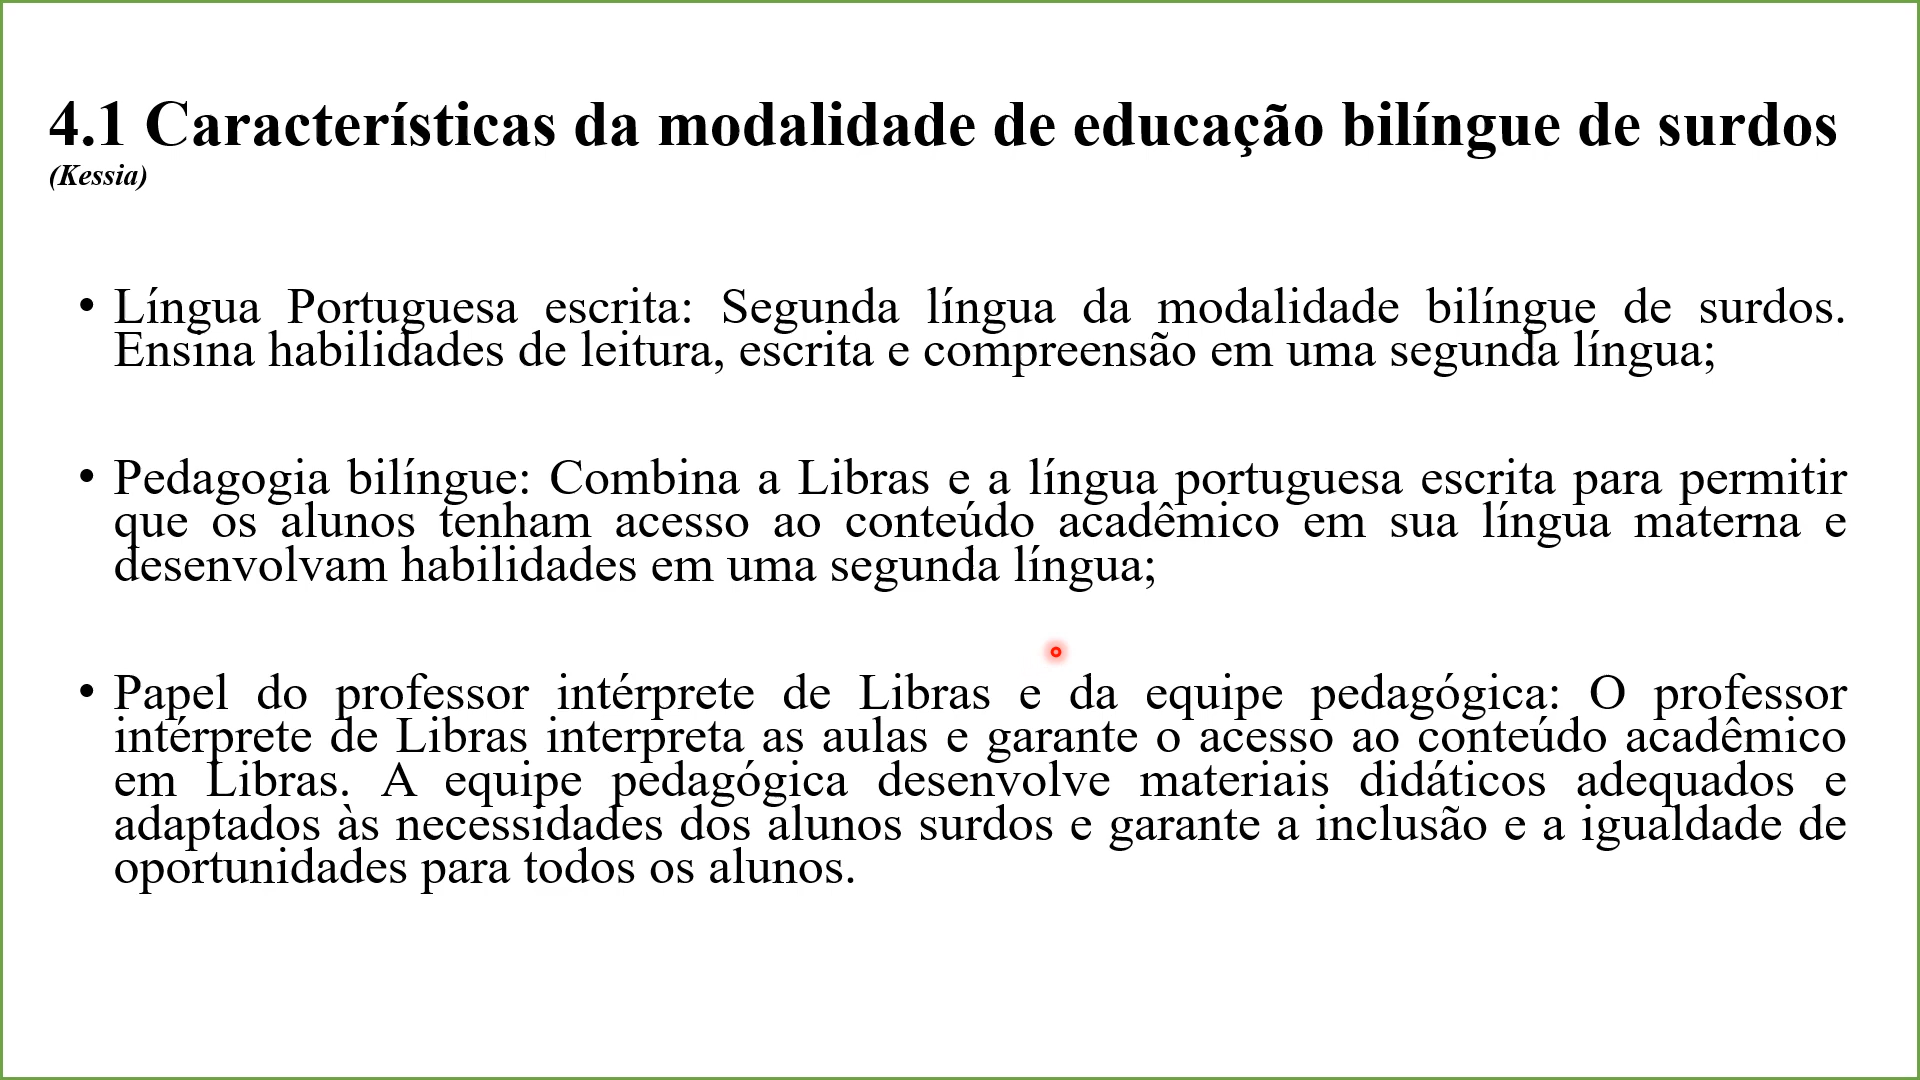 4.1 Características da modalidade de educação bilíngue de surdos
(Kessia)
• Língua Portuguesa escrita: Segunda língua da modalidade bilíngue de surdos.
Ensina habilidades de leitura, escrita e compreensão em uma segunda língua;
• Pedagogia bilíngue: Combina a Libras e a língua portuguesa escrita para permitir
que os alunos tenham acesso ao conteúdo acadêmico em sua língua materna e
desenvolvam habilidades em uma segunda língua;
• Papel do professor intérprete de Libras e da equipe pedagógica: O professor
intérprete de Libras interpreta as aulas e garante o acesso ao conteúdo acadêmico
em Libras. A equipe pedagógica desenvolve materiais didáticos adequados e
adaptados às necessidades dos alunos surdos e garante a inclusão e a igualdade de
oportunidades para todos os alunos.